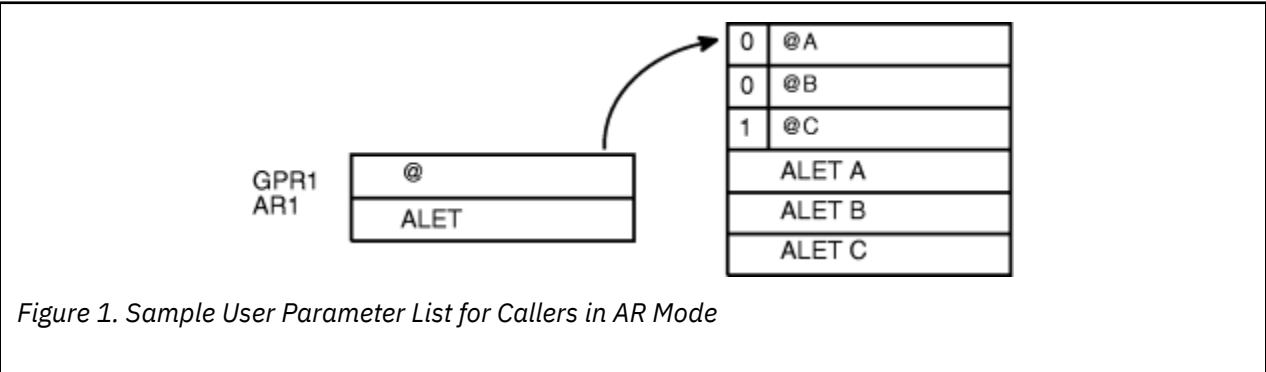 0 @A
0 @B
1 @C
GPR1 @
AR1 ALET
ALET A
ALET B
ALET C
Figure 1. Sample User Parameter List for Callers in AR Mode